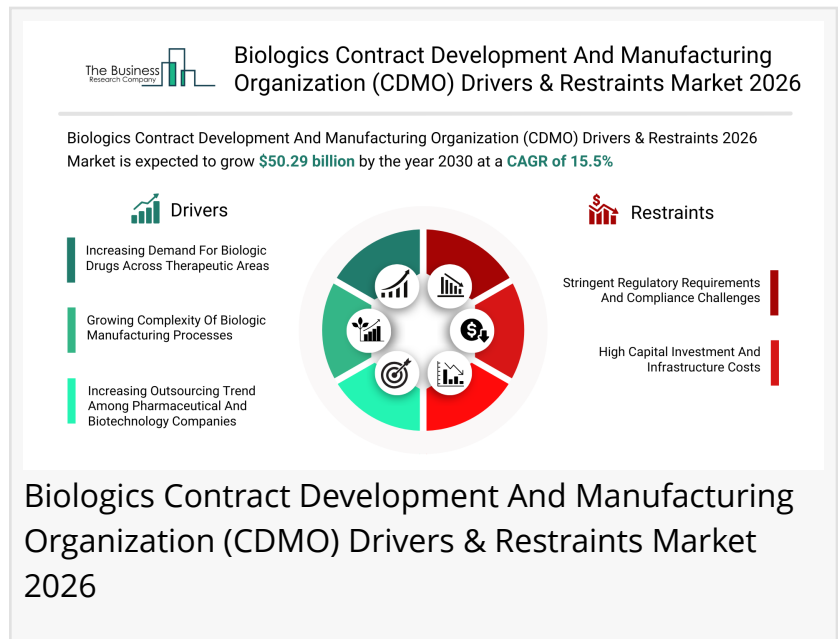 The Business
Research Company
Biologics Contract Development And Manufacturing
Organization (CDMO) Drivers & Restraints Market 2026
Biologics Contract Development And Manufacturing Organization (CDMO) Drivers & Restraints 2026
Market is expected to grow $50.29 billion by the year 2030 at a CAGR of 15.5%
Drivers
Increasing Demand For Biologic
Drugs Across Therapeutic Areas
Growing Complexity Of Biologic
Manufacturing Processes
Increasing Outsourcing Trend
Among Pharmaceutical And
Biotechnology Companies
$
$
Restraints
Stringent Regulatory Requirements
And Compliance Challenges
High Capital Investment And
Infrastructure Costs
Biologics Contract Development And Manufacturing
Organization (CDMO) Drivers & Restraints Market
2026